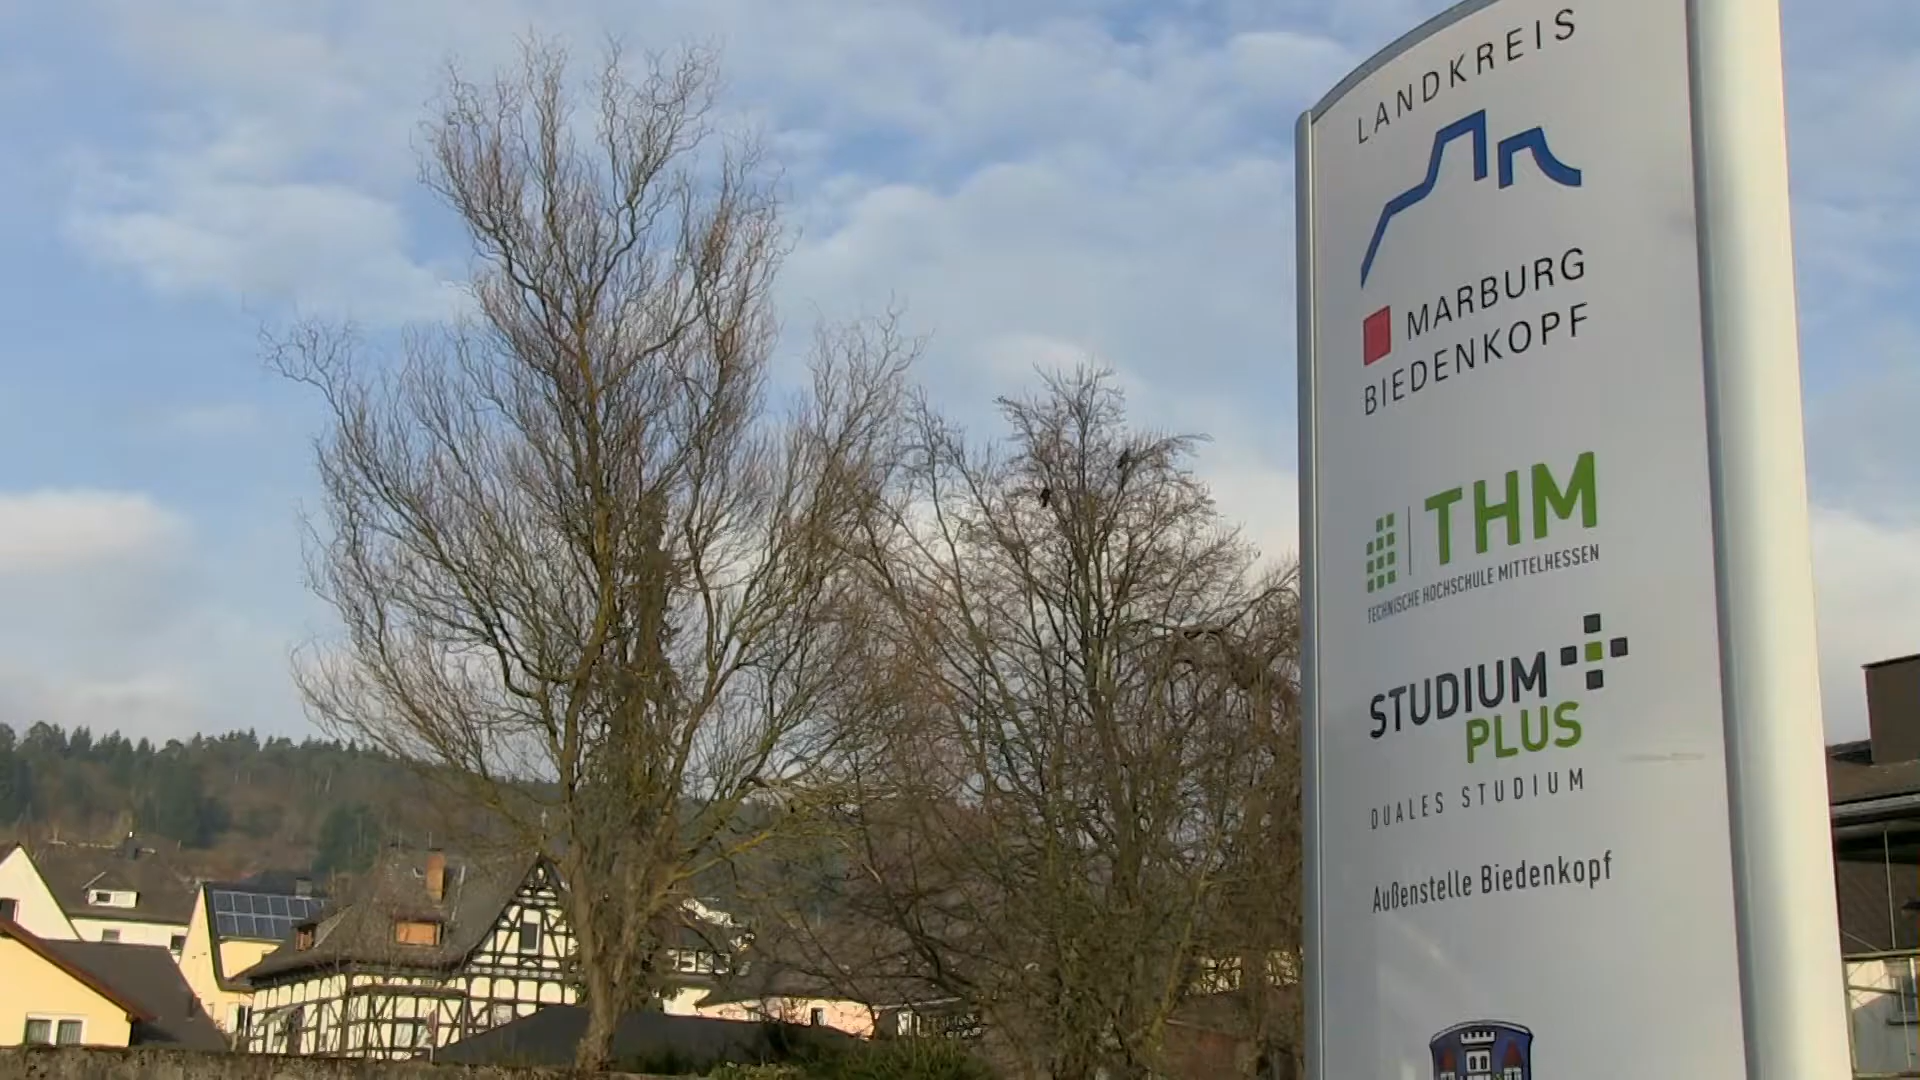 LANDKREIS
MARBURG
BIEDENKOPF
THM
TECHNISCHE HOCHSCHULE MITTELHESSEN
STUDIUM
PLUS
DUALES STUDIUM
Außenstelle Biedenkopf